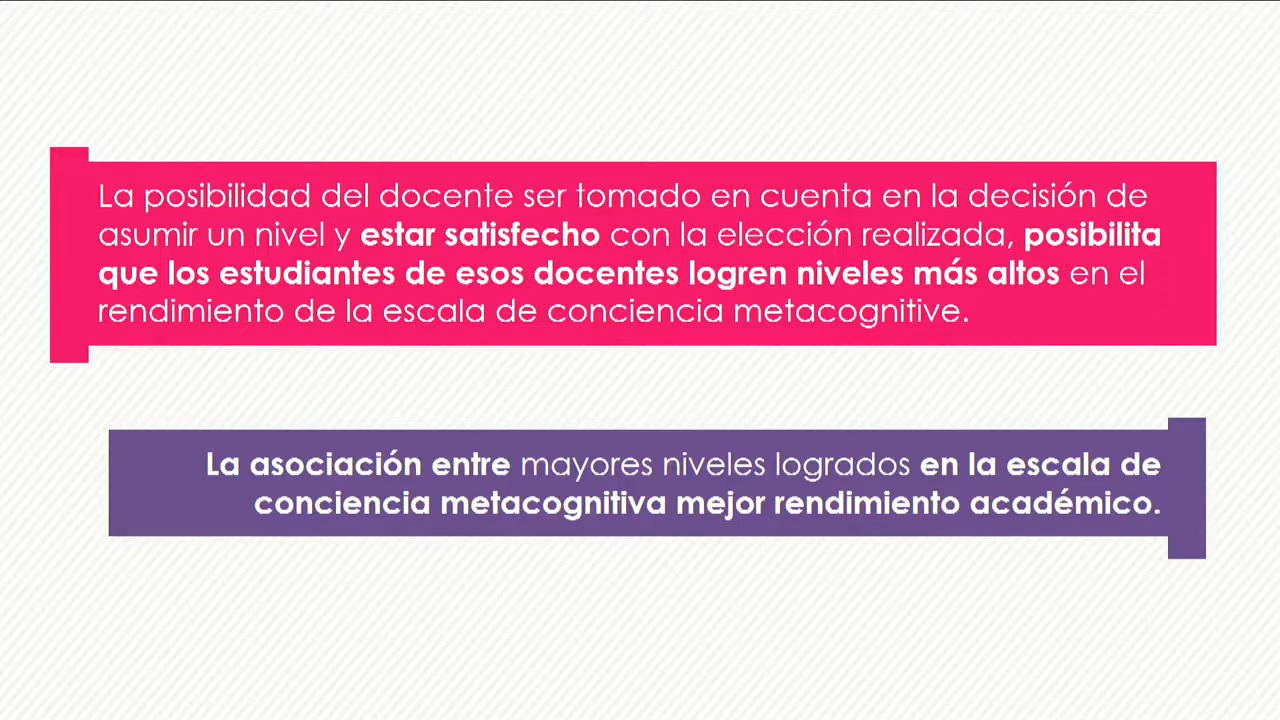 La posibilidad del docente ser tomado en cuenta en la decisión de
asumir un nivel y estar satisfecho con la elección realizada, posibilita
que los estudiantes de esos docentes logren niveles más altos en el
rendimiento de la escala de conciencia metacognitive.
La asociación entre mayores niveles logrados en la escala de
conciencia metacognitiva mejor rendimiento académico.